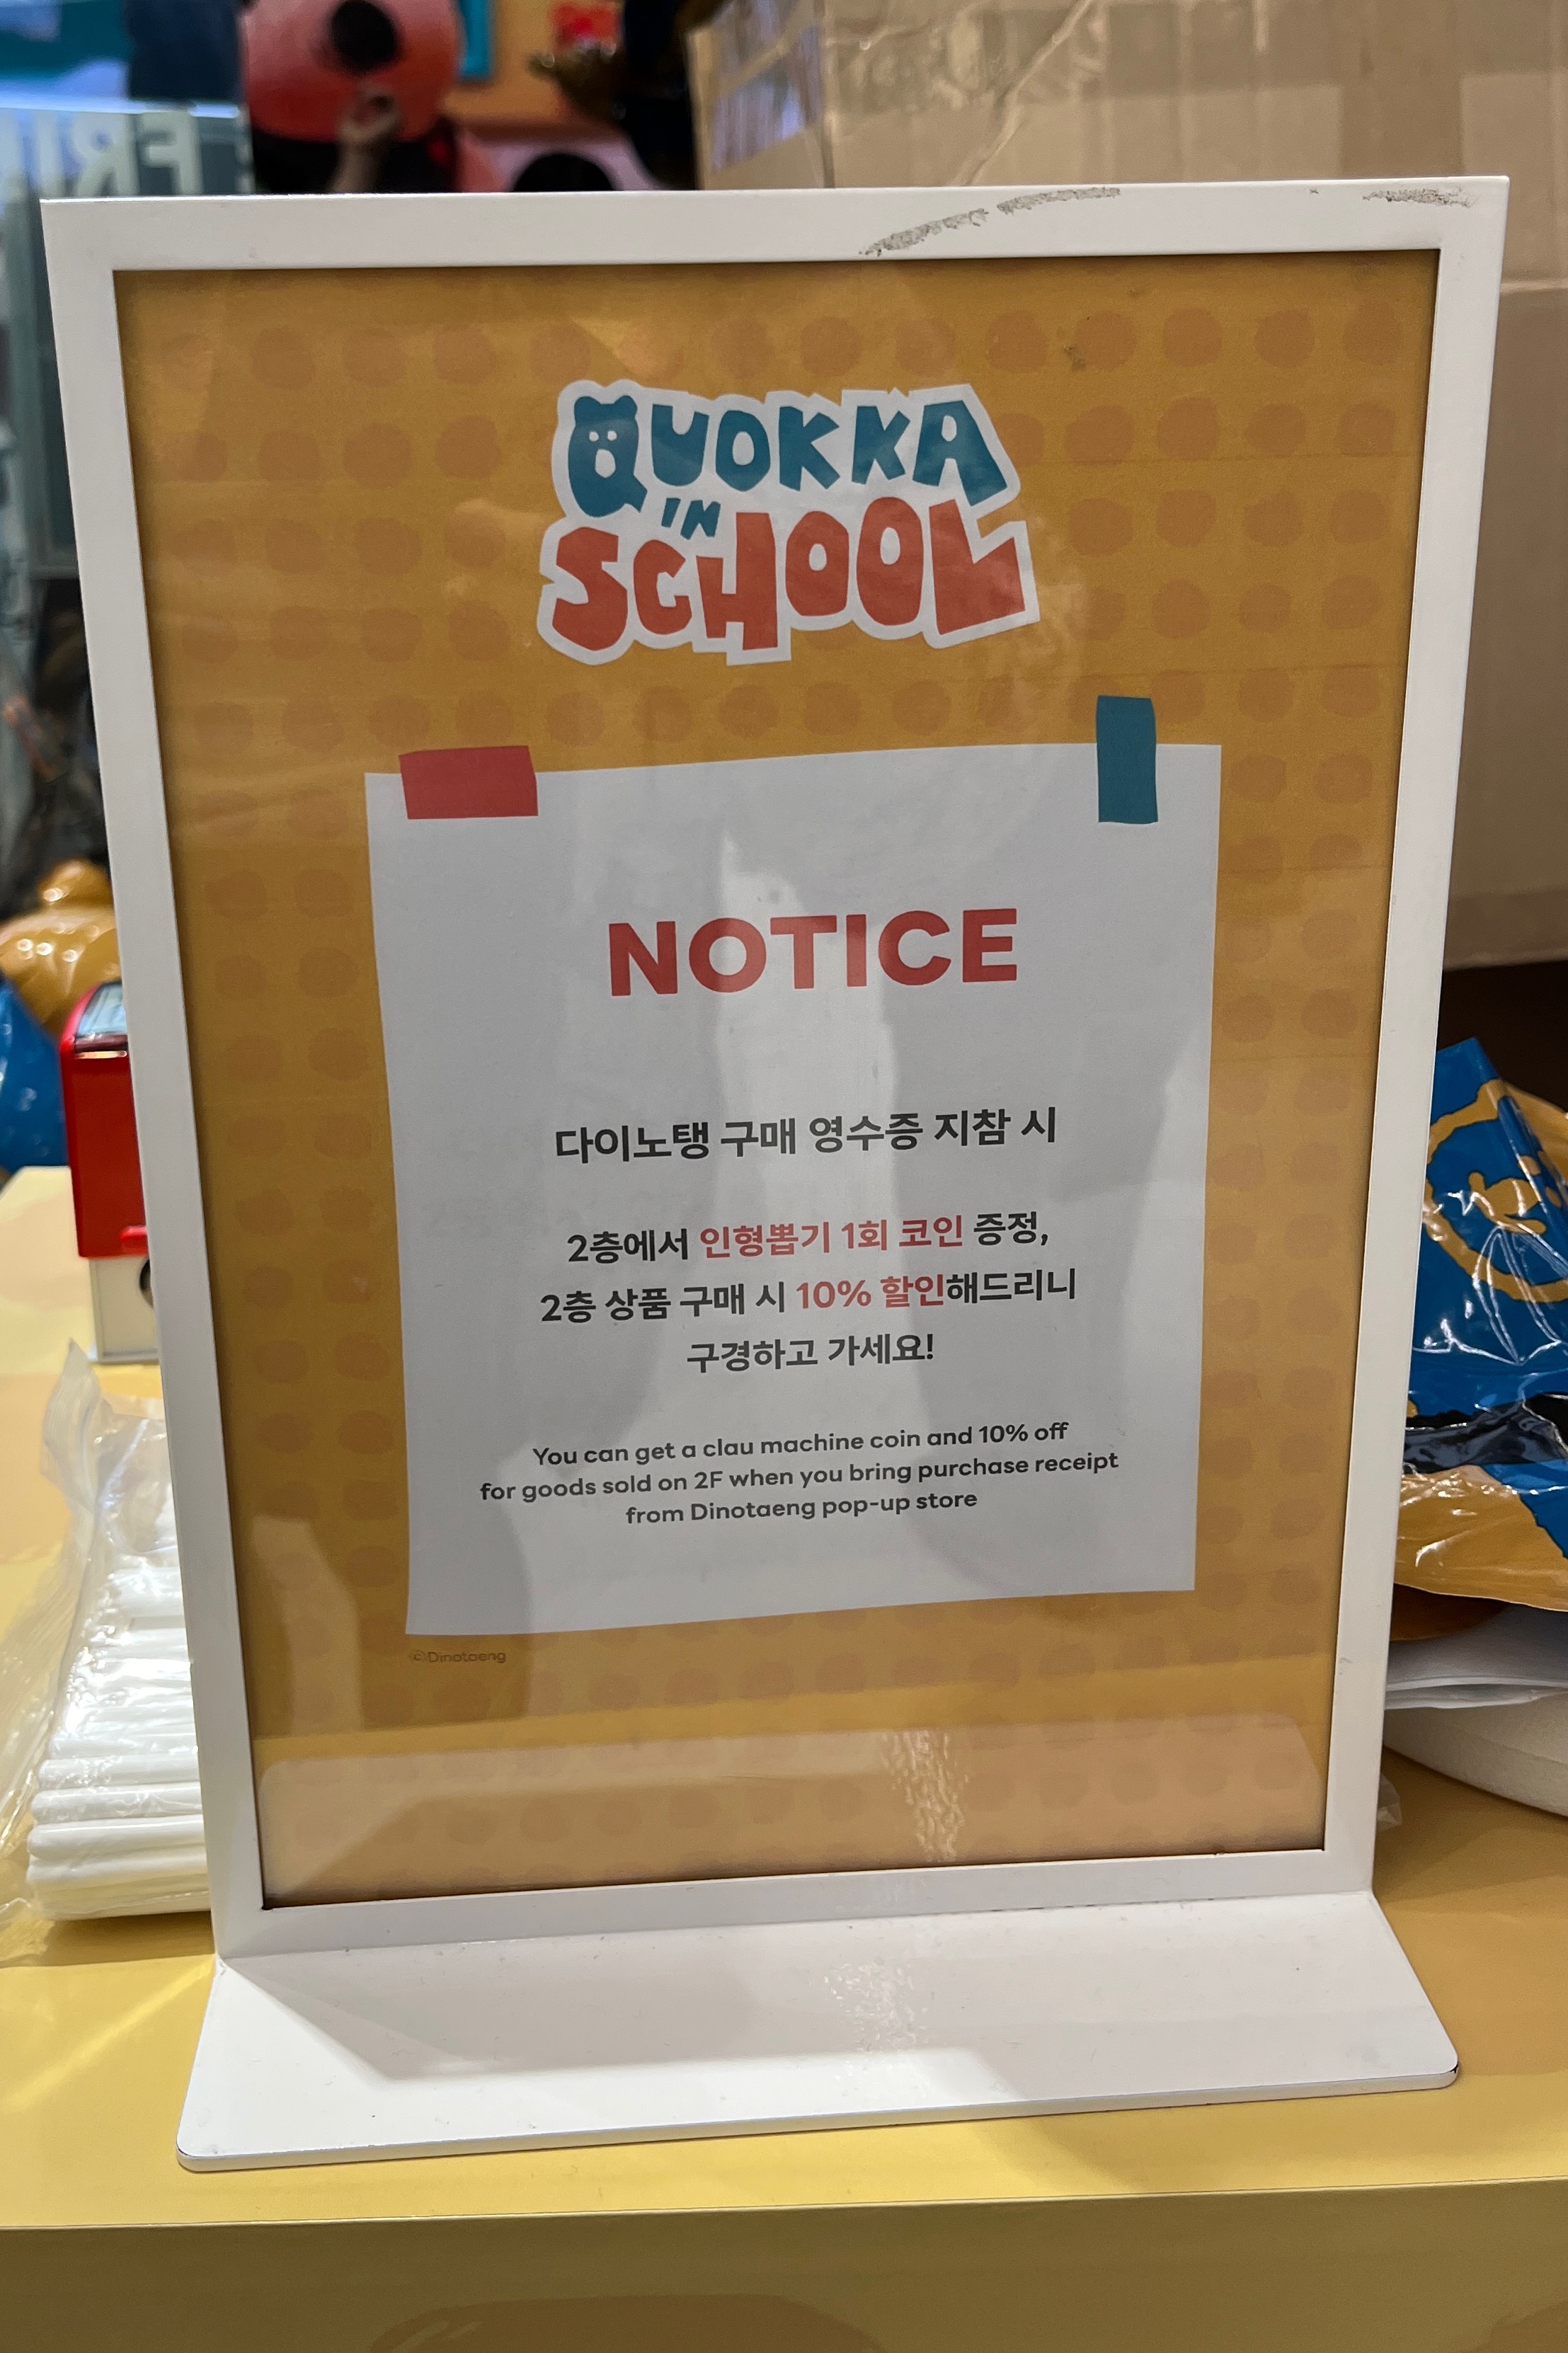 QUOKKA
IN
SCHOOL
NOTICE
다이노탱 구매 영수증 지참 시
2층에서 인형뽑기 1회 코인 증정,
2층 상품 구매 시 10% 할인해드리니
구경하고 가세요!
You can get a clau machine coin and 10% off
for goods sold on 2F when you bring purchase receipt
from Dinotaeng pop-up store
ⓒDinotaeng